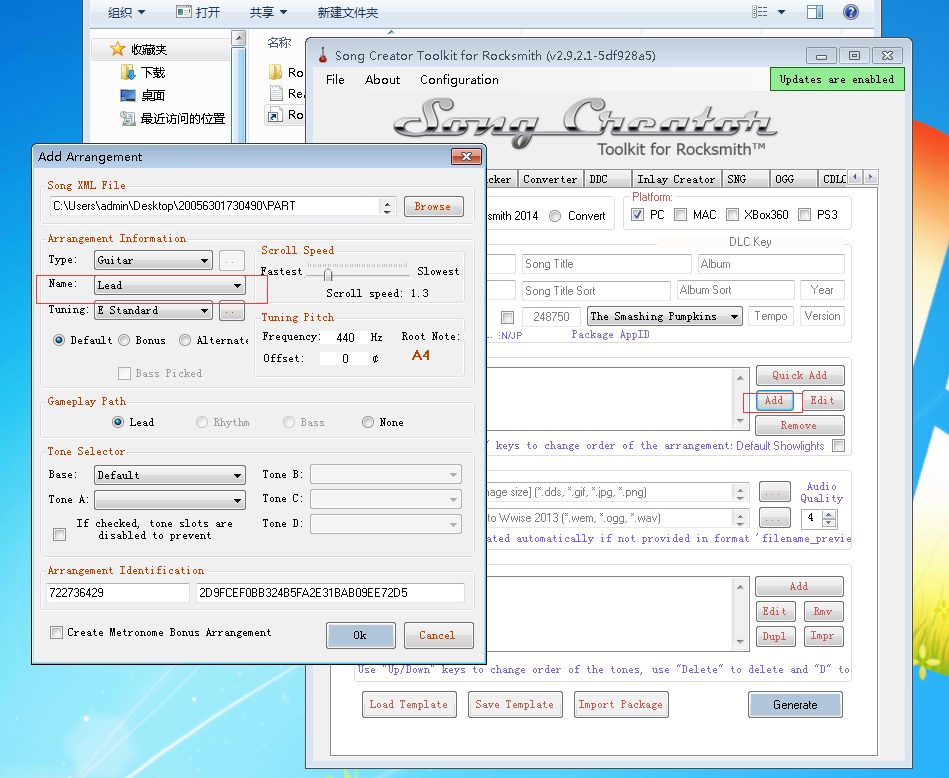 组织 打开 共享 新建文件夹
收藏夹
下载
桌面
最近访问的位置
名称
Ro
Rea
Ro
Song Creator Toolkit for Rocksmith (v2.9.2.1-5df928a5)
File About Configuration
Updates are enabled
Song Creator
Toolkit for Rocksmith™
cker Converter DDC Inlay Creator SNG OGG CDLC
smith 2014 Convert
Platform:
PC MAC XBox360 PS3
DLC Key
Song Title Album
Song Title Sort Album Sort Year
248750 The Smashing Pumpkins Tempo Version
EN/JP Package AppID
Quick Add
Add Edit
Remove
keys to change order of the arrangement: Default Showlights
nage size] (*.dds, *.gif, *.jpg, *.png) ... Audio Quality
to Wwise 2013 (*.wem, *.ogg, *.wav) ... 4
ated automatically if not provided in format 'filename_previe
Add
Edit Rmv
Dupl Impr
Use "Up/Down" keys to change order of the tones, use "Delete" to delete and "D" to
Load Template Save Template Import Package Generate
Add Arrangement
Song XML File
C:\Users\admin\Desktop\20056301730490\PART Browse
Arrangement Information
Type: Guitar ..
Name: Lead
Tuning: E Standard ..
Default Bonus Alternate
Bass Picked
Scroll Speed
Fastest Slowest
Scroll speed: 1.3
Tuning Pitch
Frequency: 440 Hz Root Note:
Offset: 0 ¢ A4
Gameplay Path
Lead Rhythm Bass None
Tone Selector
Base: Default Tone B:
Tone A: Tone C:
If checked, tone slots are Tone D:
disabled to prevent
Arrangement Identification
722736429 2D9FCEF0BB324B5FA2E31BAB09EE72D5
Create Metronome Bonus Arrangement Ok Cancel